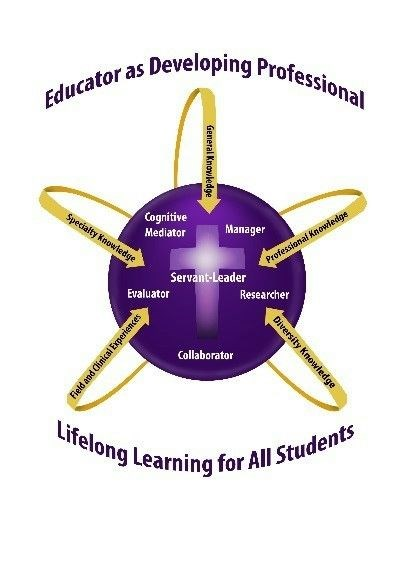 Educator as Developing Professional
General Knowledge
Specialty Knowledge
Professional Knowledge
Cognitive
Mediator
Manager
Servant-Leader
Evaluator
Researcher
Collaborator
Field and Clinical Experiences
Diversity Knowledge
Lifelong Learning for All Students